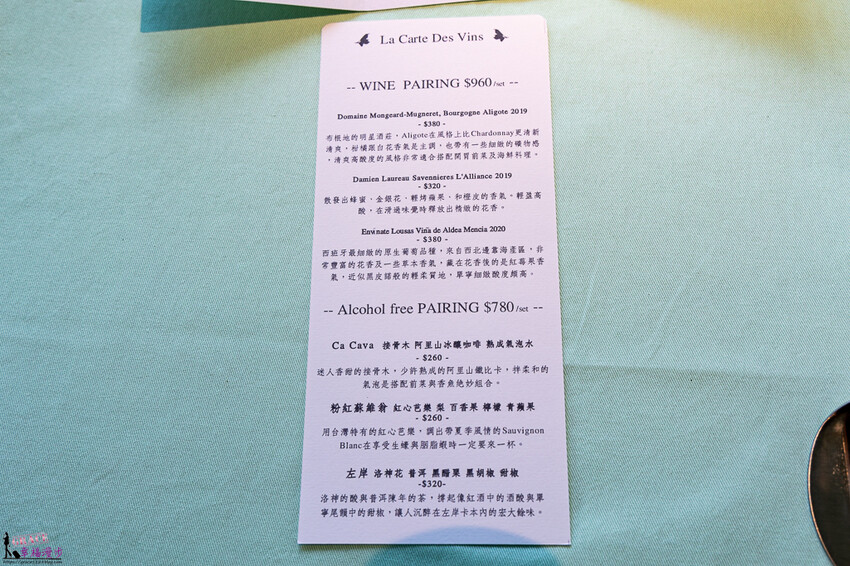 La Carte Des Vins
-- WINE PAIRING $960/set --
Domaine Mongeard-Mugneret, Bourgogne Aligote 2019
- $380 -
布根地的明星酒莊，Aligote在風格上比Chardonnay更清新
清爽，柑橘跟白花香氣是主調，也帶有一些細緻的礦物感
，清爽高酸度的風格非常適合搭配開胃前菜及海鮮料理。
Damien Laureau Savennieres L'Alliance 2019
- $320 -
散發出蜂蜜、金銀花、輕烤蘋果、和橙皮的香氣。輕盈高
酸，在滑過味覺時釋放出精緻的花香。
Envinate Lousas Viña de Aldea Mencia 2020
- $380 -
西班牙最細緻的原生葡萄品種，來自西北邊靠海產區，非
常豐富的花香及一些草本香氣，藏在花香後的是紅莓果香
氣，近似黑皮諾般的輕柔質地，單寧細緻酸度頗高。
-- Alcohol free PAIRING $780/set --
Ca Cava 接骨木 阿里山冰釀咖啡 熟成氣泡水
- $260 -
迷人香甜的接骨木，少許熟成的阿里山鐵比卡，拌柔和的
氣泡是搭配前菜與香魚絕妙組合。
粉紅蘇維翁 紅心芭樂 梨 百香果 檸檬 青蘋果
- $260 -
用台灣特有的紅心芭樂，調出帶夏季風情的Sauvignon
Blanc在享受生蠔與胭脂蝦時一定要來一杯。
左岸 洛神花 普洱 黑醋栗 黑胡椒 甜椒
-$320-
洛神的酸與普洱陳年的茶，撐起像紅酒中的酒酸與單
寧尾韻中的甜椒，讓人沉醉在左岸卡本內的宏大餘味。
幸福漫步